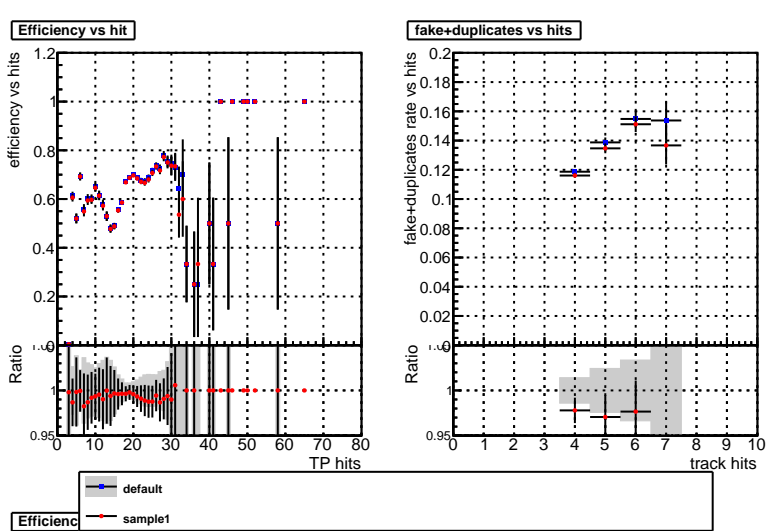 Efficiency vs hit
fake+duplicates vs hits
efficiency vs hits
1.2
1
0.8
0.6
0.4
0.2
0
fake+duplicates rate vs hits
0.2
0.18
0.16
0.14
0.12
0.1
0.08
0.06
0.04
0.02
0
Ratio
1
0.95
0 10 20 30 40 50 60 70 80
TP hits
Ratio
1
0.95
0 1 2 3 4 5 6 7 8 9 10
track hits
default
sample1
Efficienc